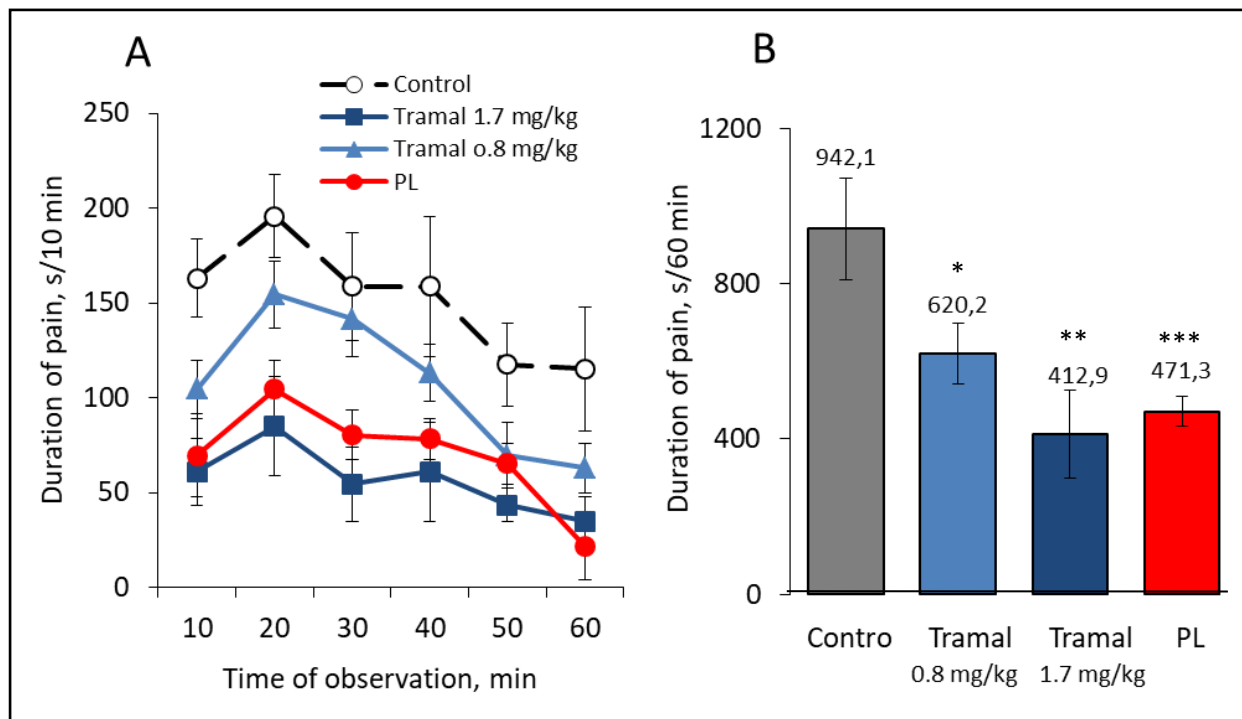 A
Control
Tramal 1.7 mg/kg
Tramal o.8 mg/kg
PL
Duration of pain, s/10 min
250
200
150
100
50
0
10 20 30 40 50 60
Time of observation, min
B
Duration of pain, s/60 min
1200
800
400
0
942,1
*
620,2
**
412,9
***
471,3
Contro
Tramal
0.8 mg/kg
Tramal
1.7 mg/kg
PL